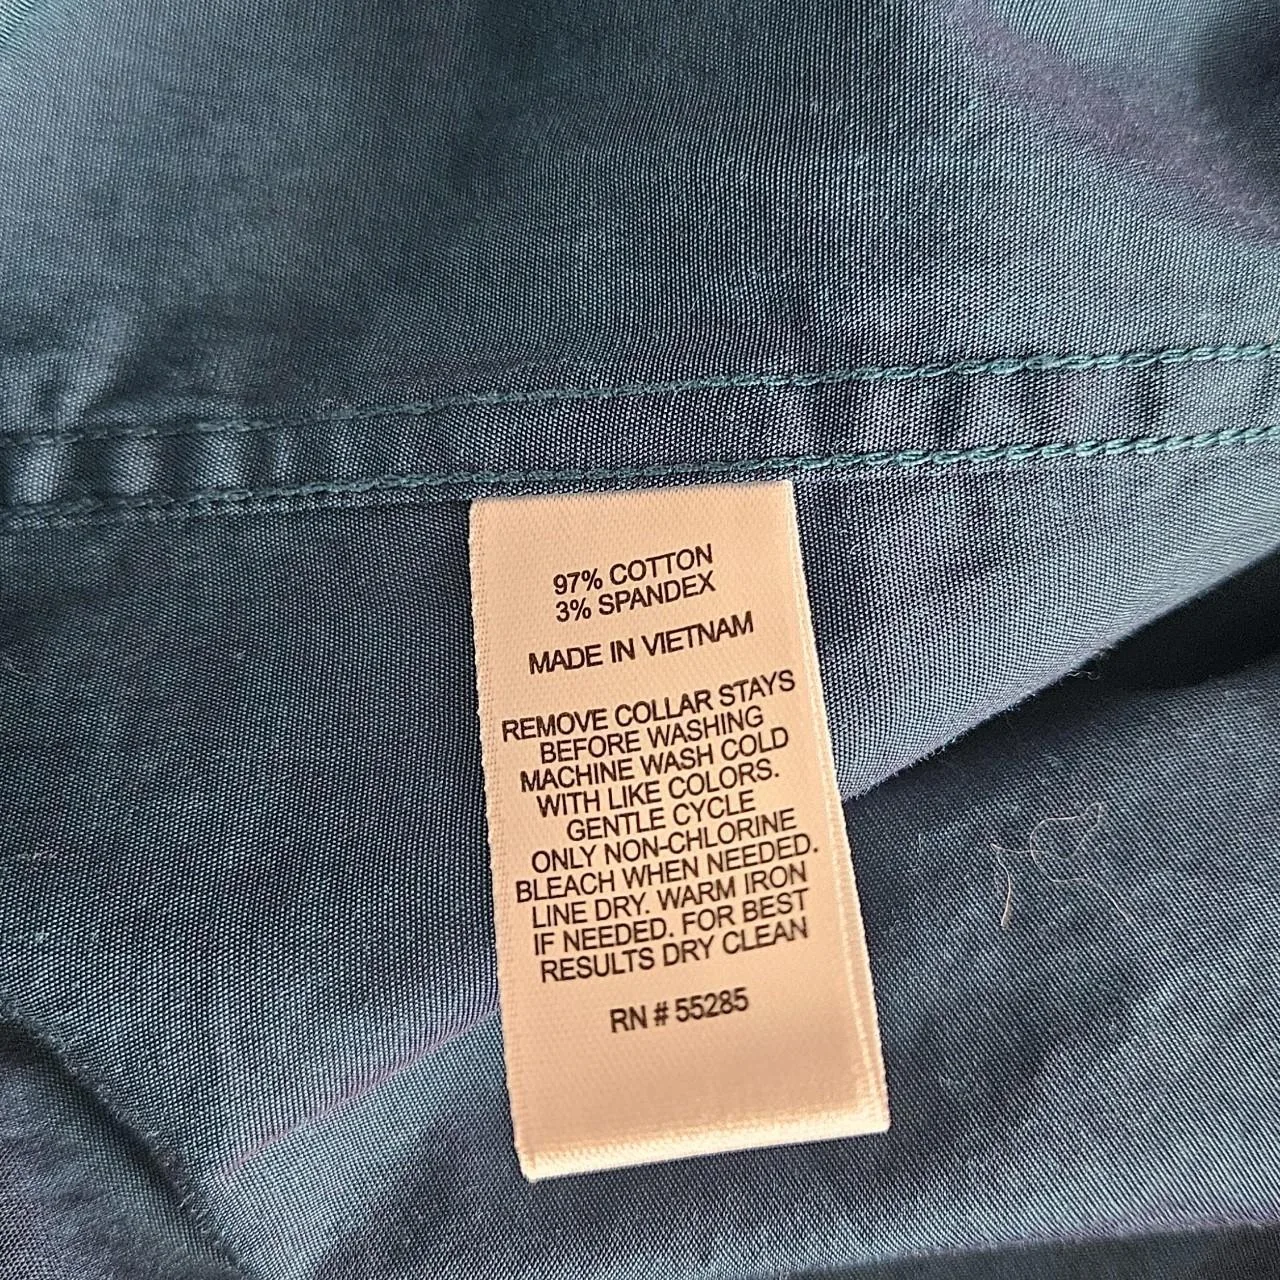 97% COTTON
3% SPANDEX
MADE IN VIETNAM
REMOVE COLLAR STAYS
BEFORE WASHING
MACHINE WASH COLD
WITH LIKE COLORS.
GENTLE CYCLE
ONLY NON-CHLORINE
BLEACH WHEN NEEDED.
LINE DRY. WARM IRON
IF NEEDED. FOR BEST
RESULTS DRY CLEAN
RN # 55285